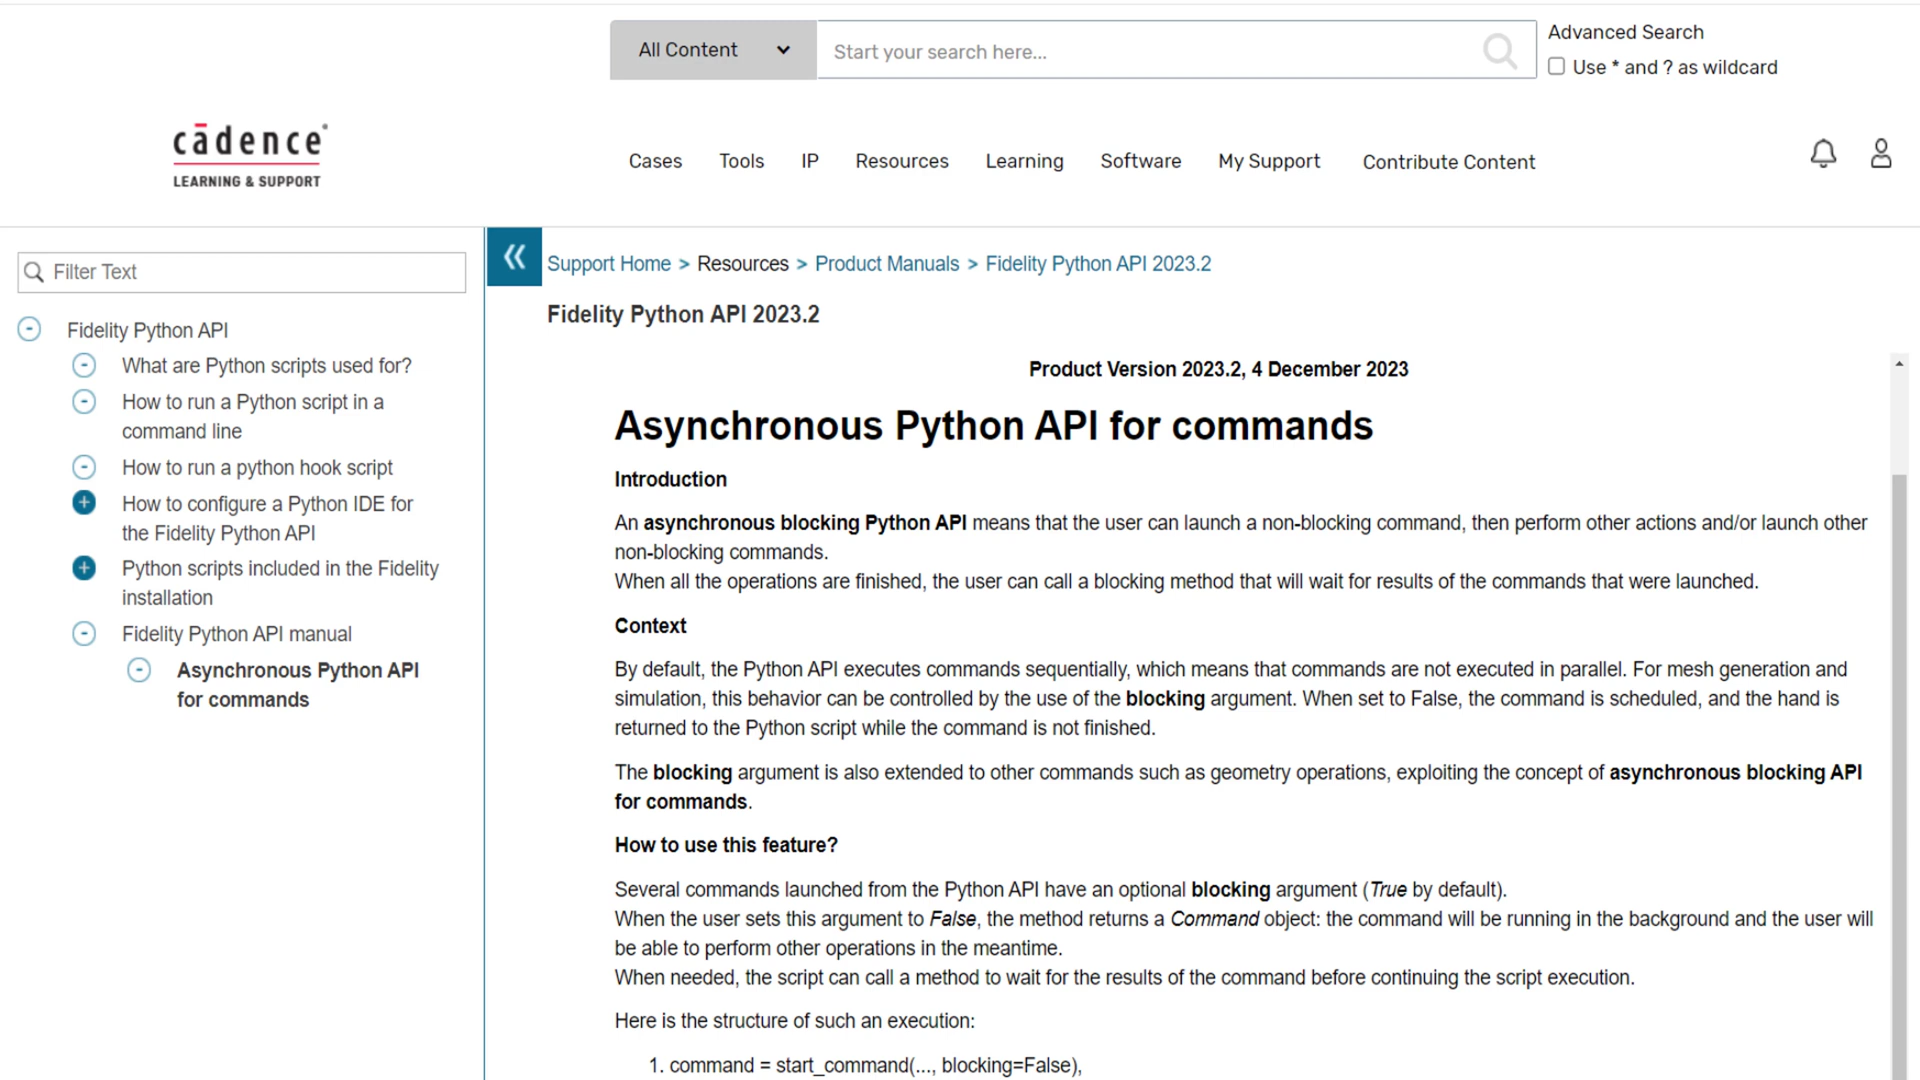 All Content
Start your search here...
Advanced Search
Use * and ? as wildcard
cādence
LEARNING & SUPPORT
Cases Tools IP Resources Learning Software My Support Contribute Content
Filter Text
Fidelity Python API
What are Python scripts used for?
How to run a Python script in a
command line
How to run a python hook script
How to configure a Python IDE for
the Fidelity Python API
Python scripts included in the Fidelity
installation
Fidelity Python API manual
Asynchronous Python API
for commands
Support Home > Resources > Product Manuals > Fidelity Python API 2023.2
Fidelity Python API 2023.2
Product Version 2023.2, 4 December 2023
Asynchronous Python API for commands
Introduction
An asynchronous blocking Python API means that the user can launch a non-blocking command, then perform other actions and/or launch other
non-blocking commands.
When all the operations are finished, the user can call a blocking method that will wait for results of the commands that were launched.
Context
By default, the Python API executes commands sequentially, which means that commands are not executed in parallel. For mesh generation and
simulation, this behavior can be controlled by the use of the blocking argument. When set to False, the command is scheduled, and the hand is
returned to the Python script while the command is not finished.
The blocking argument is also extended to other commands such as geometry operations, exploiting the concept of asynchronous blocking API
for commands.
How to use this feature?
Several commands launched from the Python API have an optional blocking argument (True by default).
When the user sets this argument to False, the method returns a Command object: the command will be running in the background and the user will
be able to perform other operations in the meantime.
When needed, the script can call a method to wait for the results of the command before continuing the script execution.
Here is the structure of such an execution:
1. command = start_command(..., blocking=False),